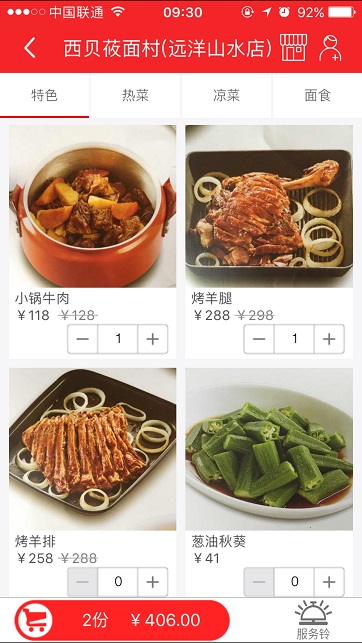 中国联通 09:30 92%
西贝莜面村(远洋山水店)
特色 热菜 凉菜 面食
小锅牛肉 烤羊腿
￥118 ￥128 ￥288 ￥298
1 1
烤羊排 葱油秋葵
￥258 ￥288 ￥41
0 0
2份 ￥406.00 服务铃